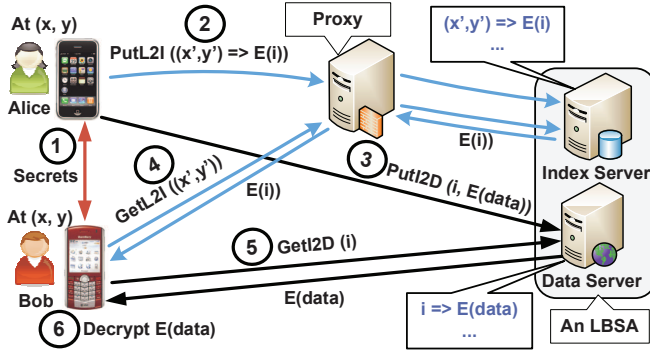 At (x, y)
Alice
2
PutL2I ((x',y') => E(i))
Proxy
(x',y') => E(i)
...
E(i))
Index Server
1
Secrets
4
GetL2I ((x',y'))
E(i))
3
PutI2D (i, E(data))
At (x, y)
Bob
5
GetI2D (i)
E(data)
Data Server
i => E(data)
...
An LBSA
6
Decrypt E(data)